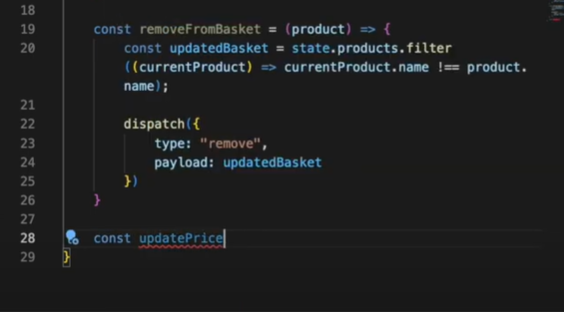 18
19 const removeFromBasket = (product) => {
20 const updatedBasket = state.products.filter
((currentProduct) => currentProduct.name !== product.
name);
21
22 dispatch({
23 type: "remove",
24 payload: updatedBasket
25 })
26 }
27
28 const updatePrice
29 }